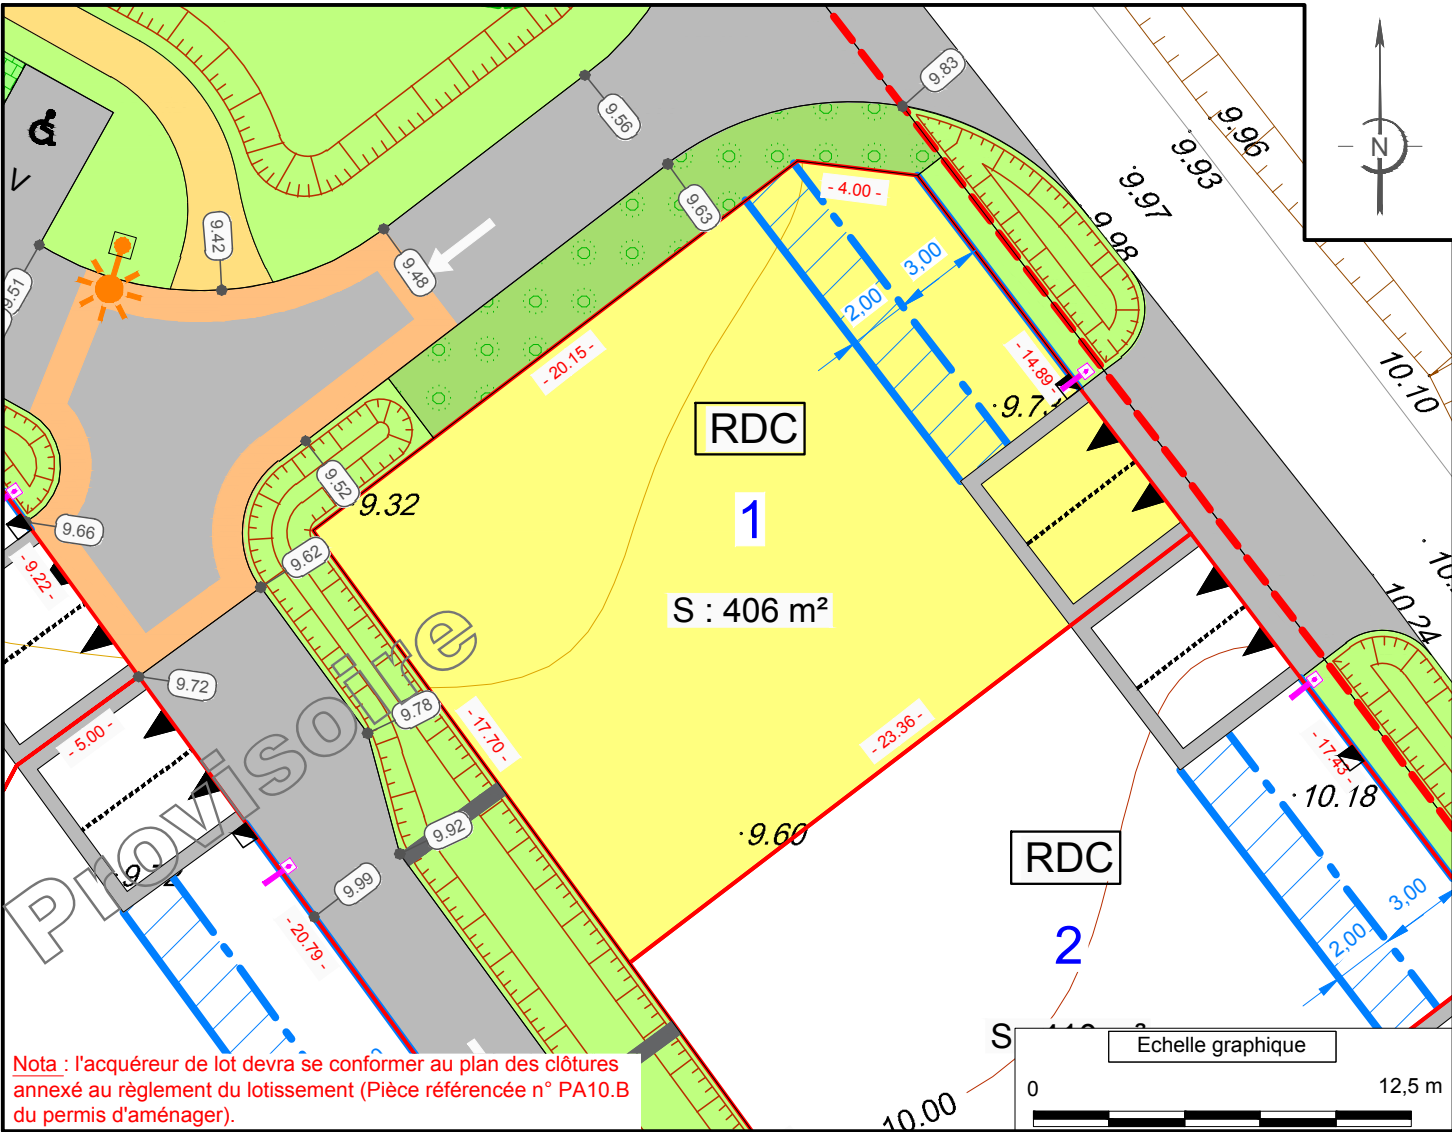 N
9.83
9.56
9.96
9.93
9.97
9.98
9.63
- 4.00 -
9.42
9.48
3,00
2,00
9.51
V
- 20.15 -
- 14.89 -
10.10
RDC
9.52
9.32
1
9.66
9.62
- 9.22 -
S : 406 m²
10.24
9.72
9.78
- 5.00 -
- 17.70 -
- 23.36 -
- 17.43 -
Provisoire
9.92
9.60
10.18
RDC
9.99
3,00
2,00
2
- 20.79 -
Nota : l'acquéreur de lot devra se conformer au plan des clôtures
annexé au règlement du lotissement (Pièce référencée n° PA10.B
du permis d'aménager).
10.00
Echelle graphique
0
12,5 m